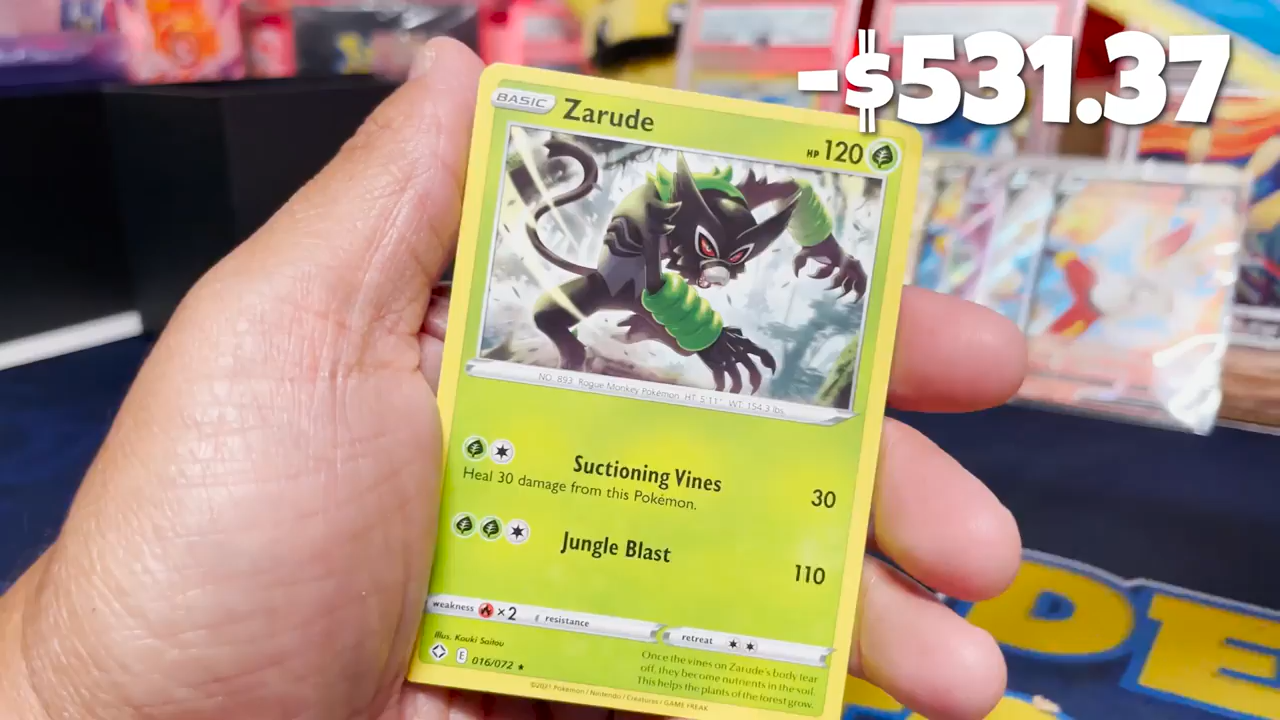 -$531.37
BASIC
Zarude
HP 120
NO. 893 Rogue Monkey Pokémon HT: 5'11" WT: 154.3 lbs.
Suctioning Vines 30
Heal 30 damage from this Pokémon.
Jungle Blast 110
weakness ×2 resistance retreat
Illus. Kouki Saitou
E 016/072 ★
Once the vines on Zarude's body tear
off, they become nutrients in the soil.
This helps the plants of the forest grow.
©2021 Pokémon / Nintendo / Creatures / GAME FREAK
DE